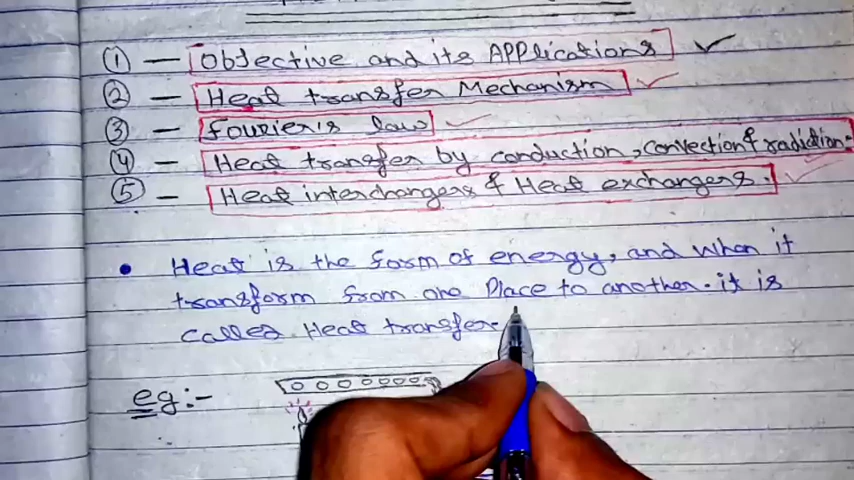 ① — Objective and its APPlications ✓
② — Heat transfer Mechanism ✓
③ — Fourier's law ✓
④ — Heat transfer by conduction, convection & radiation.
⑤ — Heat interchangers & Heat exchangers. ✓
• Heat is the form of energy, and when it
transform from one Place to another. it is
called Heat transfer.
eg:-